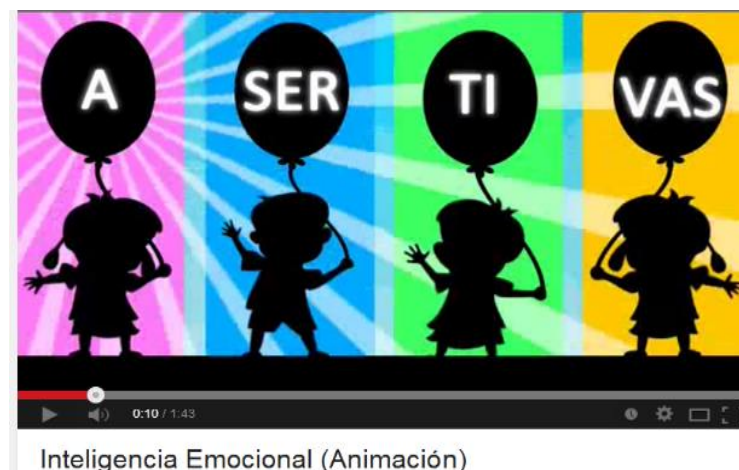 A SER TI VAS
0:10 / 1:43
Inteligencia Emocional (Animación)